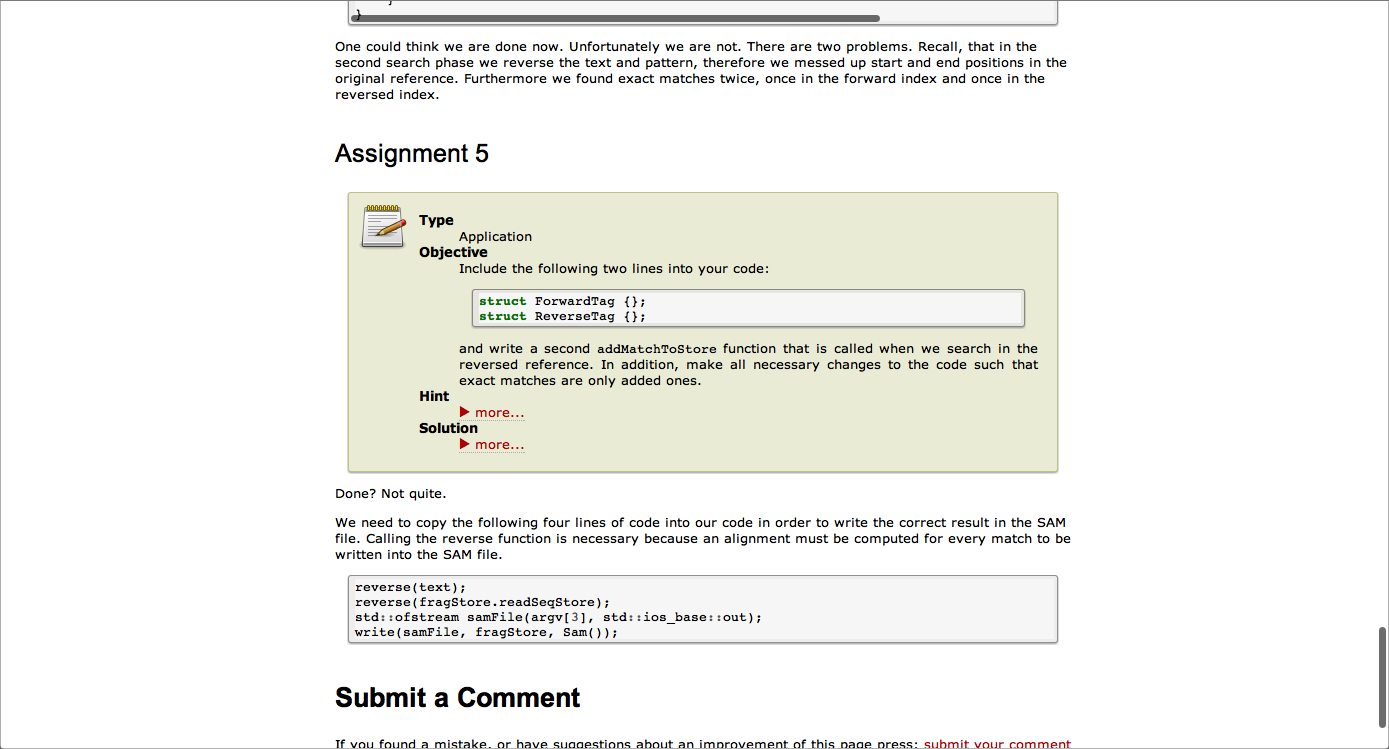 }
One could think we are done now. Unfortunately we are not. There are two problems. Recall, that in the
second search phase we reverse the text and pattern, therefore we messed up start and end positions in the
original reference. Furthermore we found exact matches twice, once in the forward index and once in the
reversed index.
Assignment 5
Type
Application
Objective
Include the following two lines into your code:
struct ForwardTag {};
struct ReverseTag {};
and write a second addMatchToStore function that is called when we search in the
reversed reference. In addition, make all necessary changes to the code such that
exact matches are only added ones.
Hint
more...
Solution
more...
Done? Not quite.
We need to copy the following four lines of code into our code in order to write the correct result in the SAM
file. Calling the reverse function is necessary because an alignment must be computed for every match to be
written into the SAM file.
reverse(text);
reverse(fragStore.readSeqStore);
std::ofstream samFile(argv[3], std::ios_base::out);
write(samFile, fragStore, Sam());
Submit a Comment
If you found a mistake, or have suggestions about an improvement of this page press: submit your comment